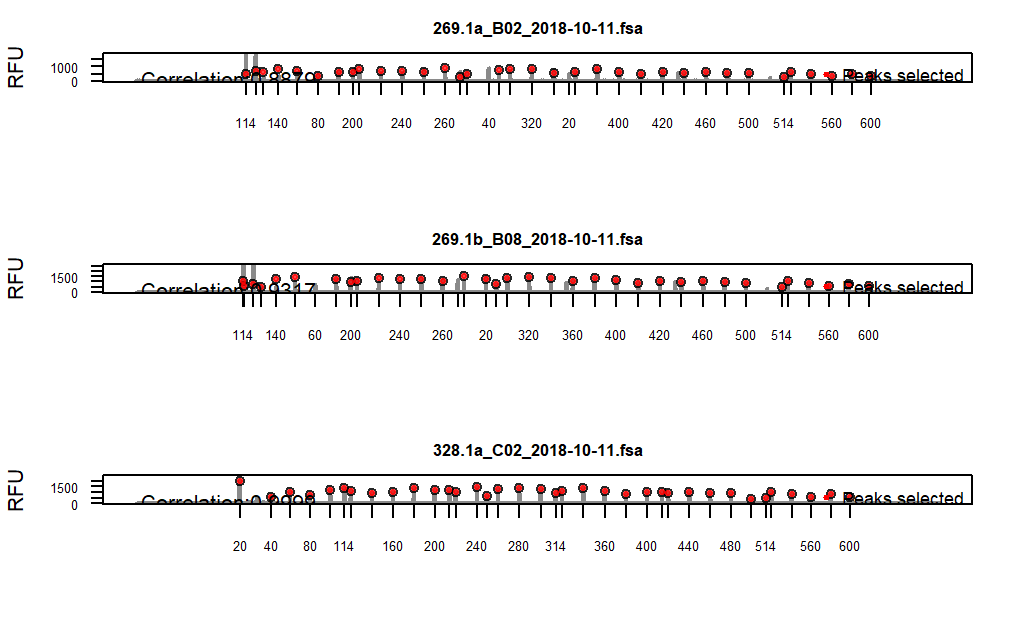 269.1a_B02_2018-10-11.fsa
RFU
1000
0
Correlation:
Peaks selected
114 140 80 200 240 260 40 320 20 400 420 460 500 514 560 600
269.1b_B08_2018-10-11.fsa
RFU
1500
0
Correlation:
Peaks selected
114 140 60 200 240 260 20 320 360 400 420 460 500 514 560 600
328.1a_C02_2018-10-11.fsa
RFU
1500
0
Correlation:
Peaks selected
20 40 80 114 160 200 240 280 314 360 400 440 480 514 560 600